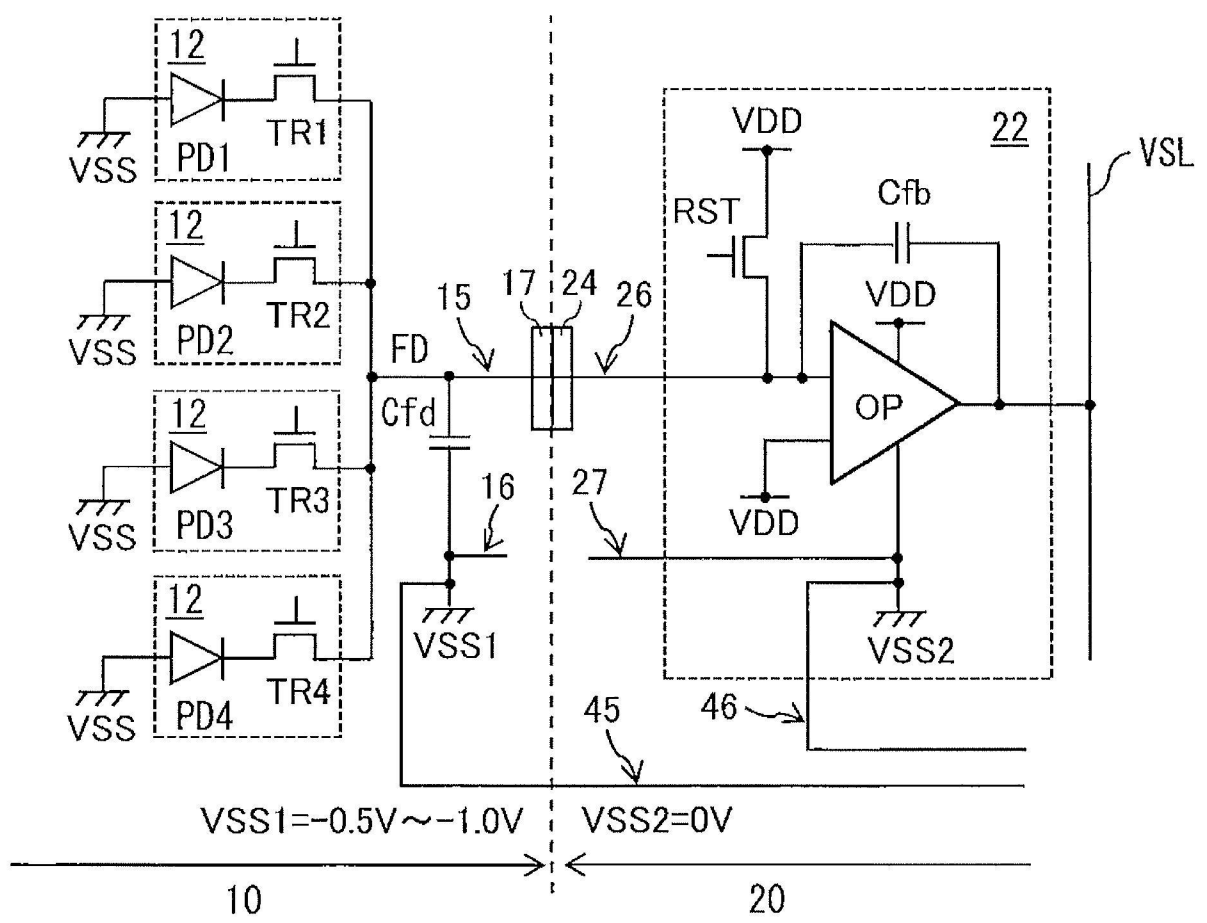 12
VSS
PD1
TR1
12
VSS
PD2
TR2
12
VSS
PD3
TR3
12
VSS
PD4
TR4
FD
Cfd
15
17
24
26
16
VSS1
27
45
46
VDD
22
VSL
RST
Cfb
VDD
OP
VDD
VSS2
VSS1=-0.5V～-1.0V
VSS2=0V
10
20